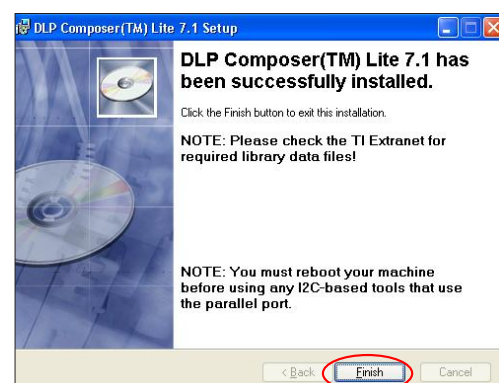 DLP Composer(TM) Lite 7.1 Setup
DLP Composer(TM) Lite 7.1 has
been successfully installed.
Click the Finish button to exit this installation.
NOTE: Please check the TI Extranet for
required library data files!
NOTE: You must reboot your machine
before using any I2C-based tools that use
the parallel port.
< Back
Finish
Cancel